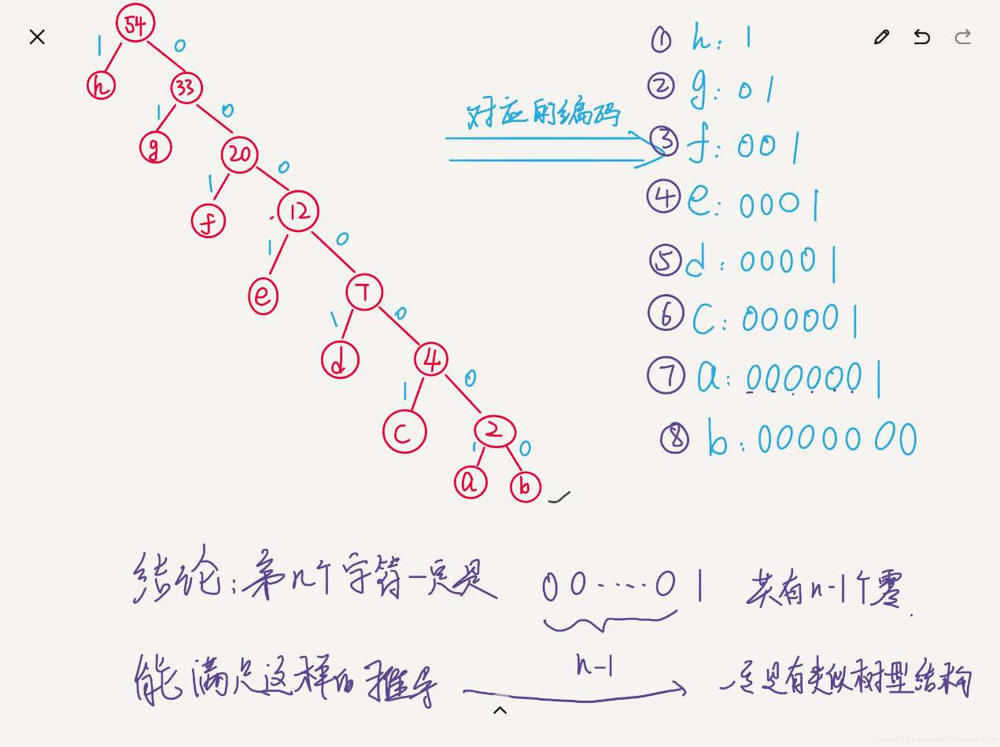 54
1 0
h 33
1 0
g 20
1 0
f 12
1 0
e 7
1 0
d 4
1 0
c 2
1 0
a b
对应的编码
① h: 1
② g: 01
③ f: 001
④ e: 0001
⑤ d: 00001
⑥ c: 000001
⑦ a: 0000001
⑧ b: 0000000
结论:第n个字符一定是 00·····01 共有n-1个零.
n-1
能满足这样的推导 一定是有类似树型结构